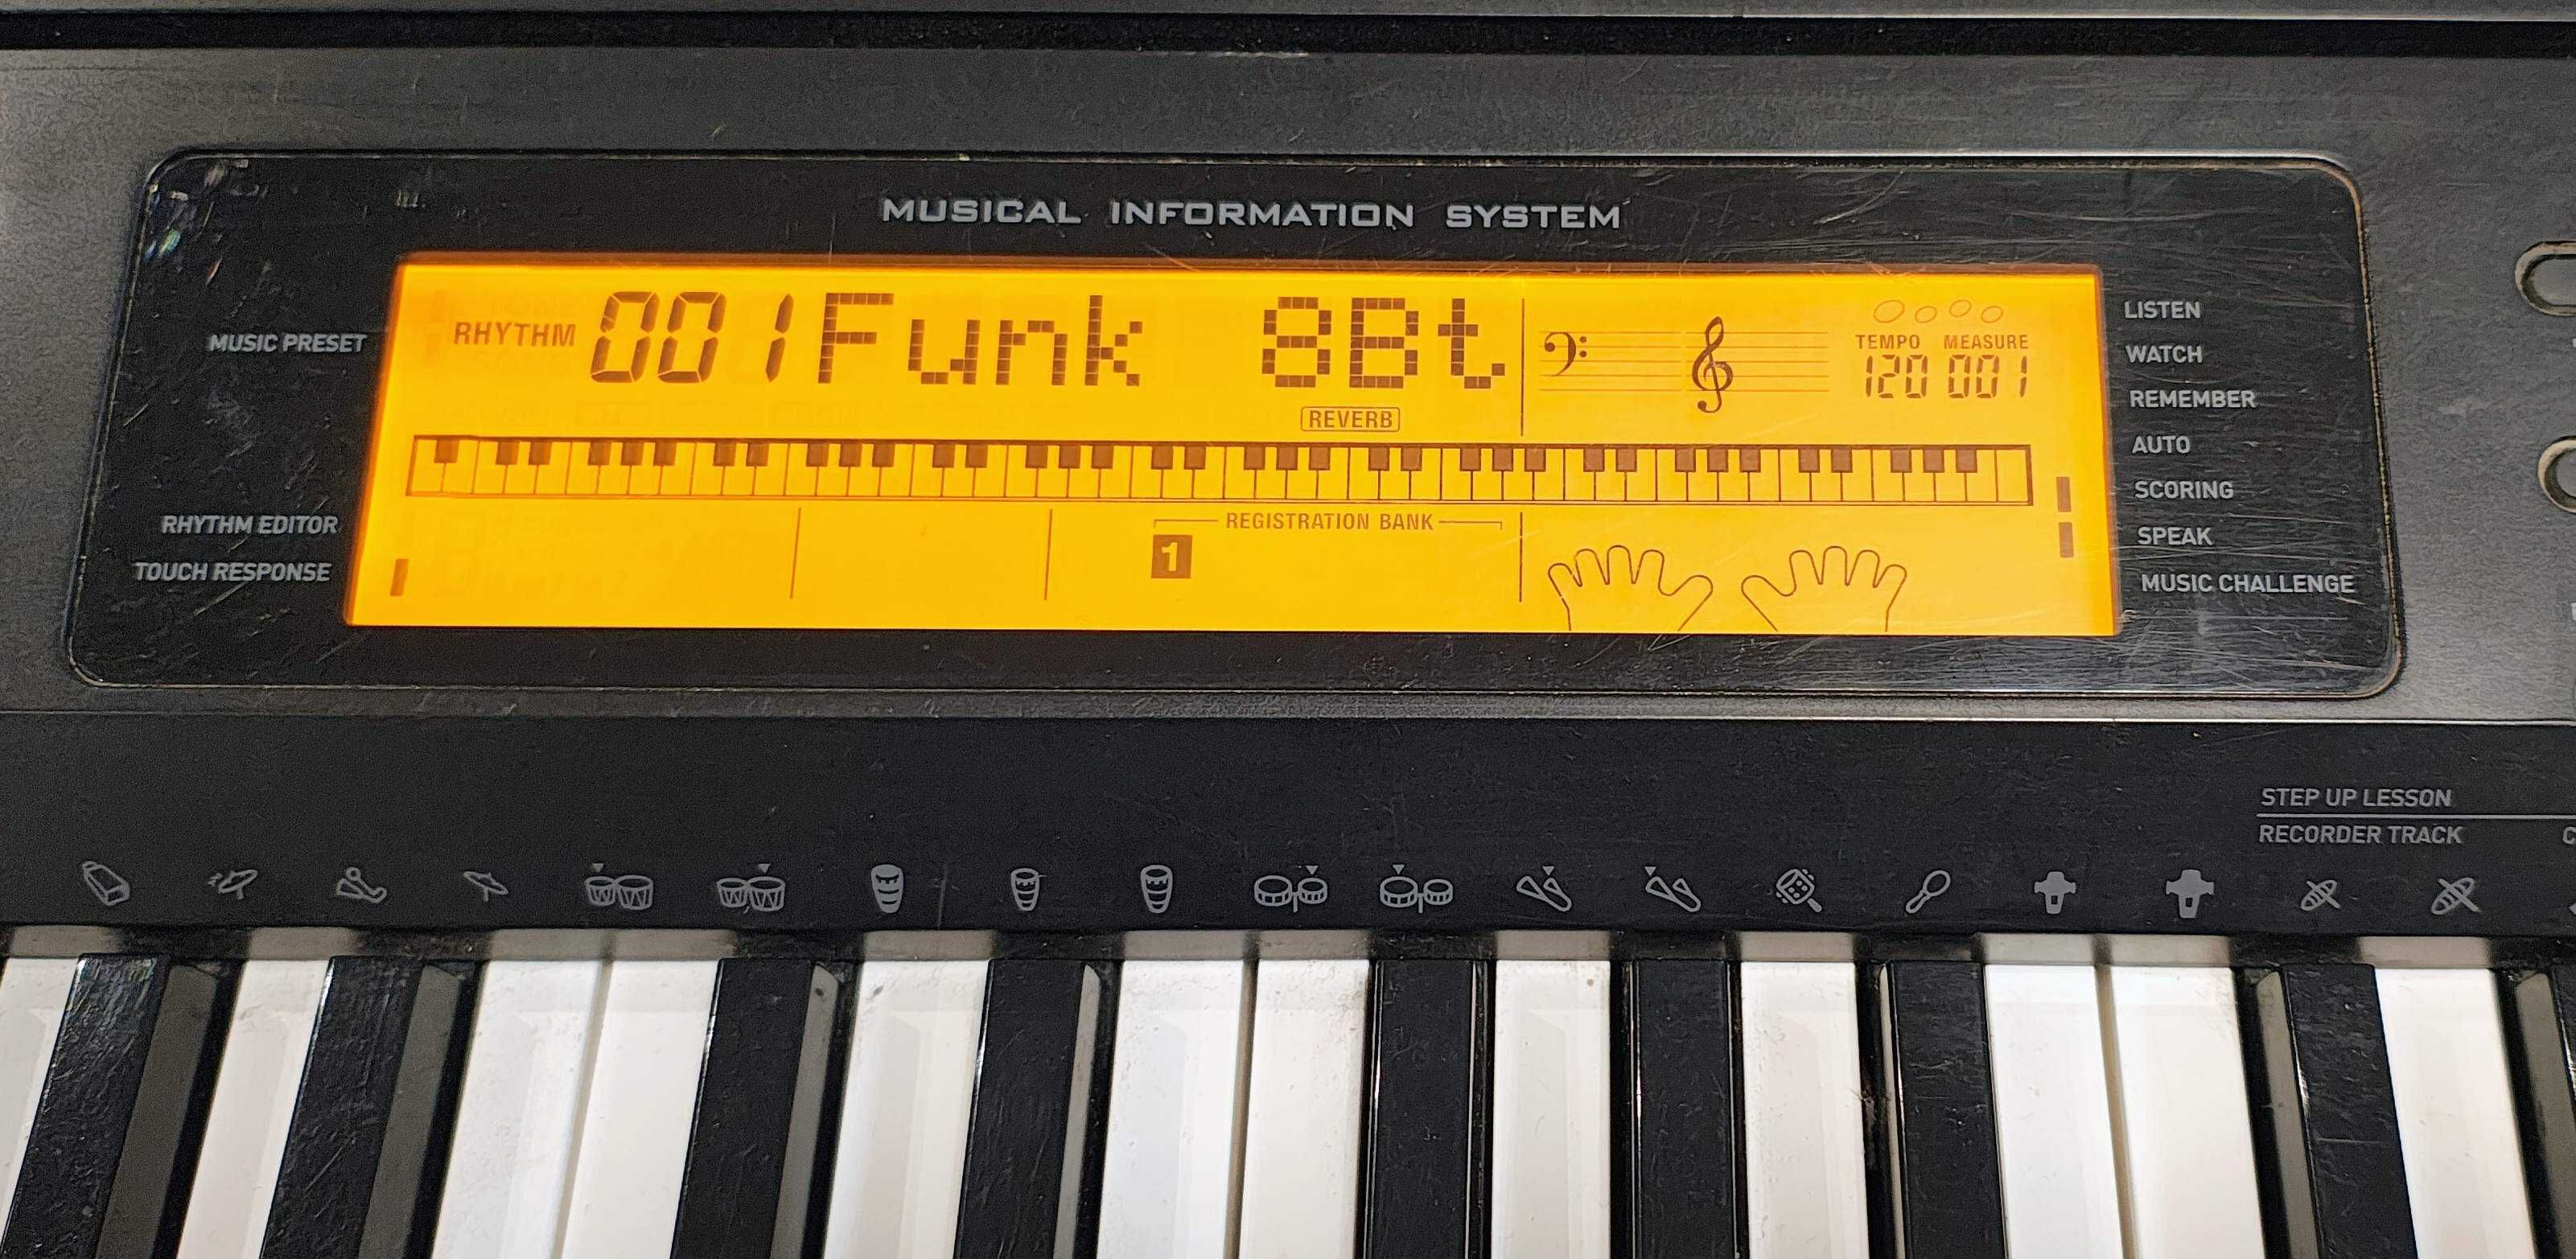 MUSICAL INFORMATION SYSTEM
MUSIC PRESET
RHYTHM EDITOR
TOUCH RESPONSE
RHYTHM 001 Funk 8Bt
REVERB
TEMPO MEASURE
120 001
REGISTRATION BANK
1
LISTEN
WATCH
REMEMBER
AUTO
SCORING
SPEAK
MUSIC CHALLENGE
STEP UP LESSON
RECORDER TRACK